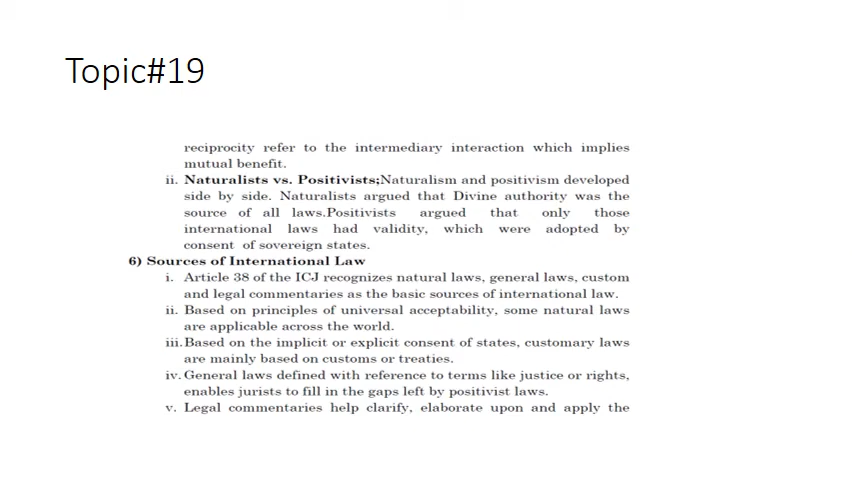 Topic#19
reciprocity refer to the intermediary interaction which implies
mutual benefit.
ii. Naturalists vs. Positivists;Naturalism and positivism developed
side by side. Naturalists argued that Divine authority was the
source of all laws.Positivists argued that only those
international laws had validity, which were adopted by
consent of sovereign states.
6) Sources of International Law
i. Article 38 of the ICJ recognizes natural laws, general laws, custom
and legal commentaries as the basic sources of international law.
ii. Based on principles of universal acceptability, some natural laws
are applicable across the world.
iii.Based on the implicit or explicit consent of states, customary laws
are mainly based on customs or treaties.
iv. General laws defined with reference to terms like justice or rights,
enables jurists to fill in the gaps left by positivist laws.
v. Legal commentaries help clarify, elaborate upon and apply the